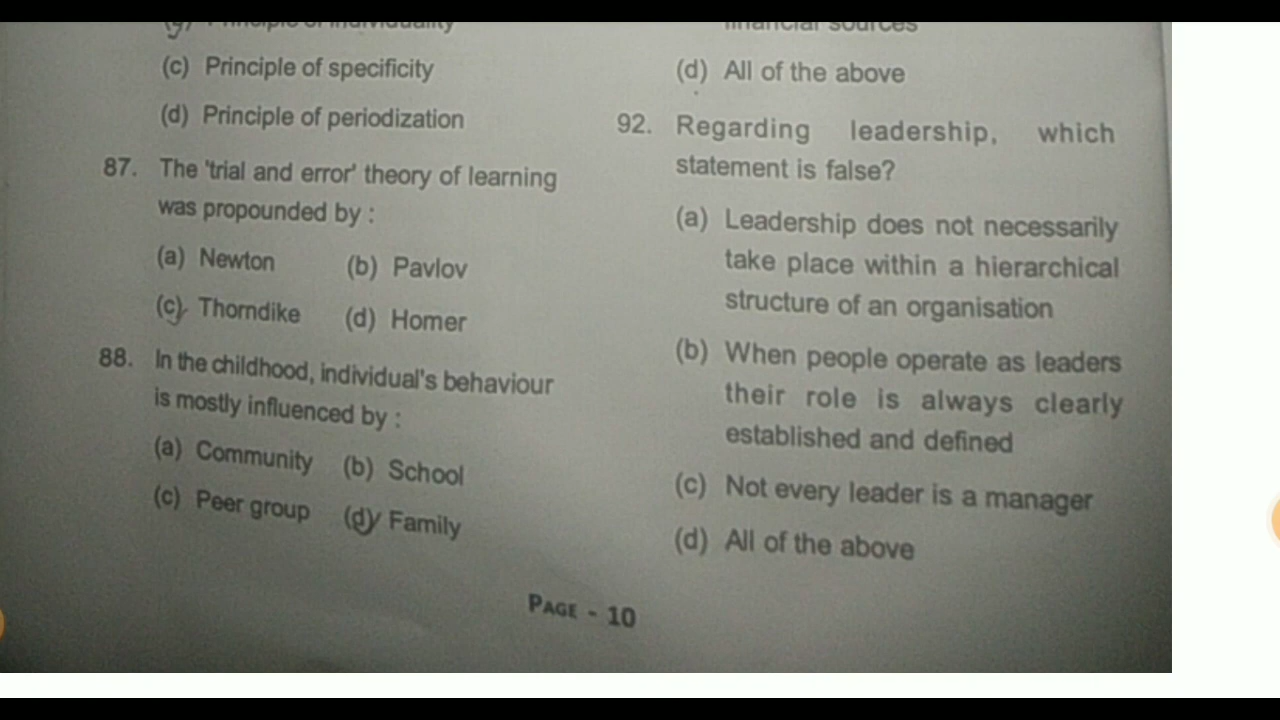 (c) Principle of specificity
(d) Principle of periodization
87. The 'trial and error' theory of learning
was propounded by :
(a) Newton (b) Pavlov
(c) Thorndike (d) Homer
88. In the childhood, individual's behaviour
is mostly influenced by :
(a) Community (b) School
(c) Peer group (d) Family
financial sources
(d) All of the above
92. Regarding leadership, which
statement is false?
(a) Leadership does not necessarily
take place within a hierarchical
structure of an organisation
(b) When people operate as leaders
their role is always clearly
established and defined
(c) Not every leader is a manager
(d) All of the above
PAGE - 10